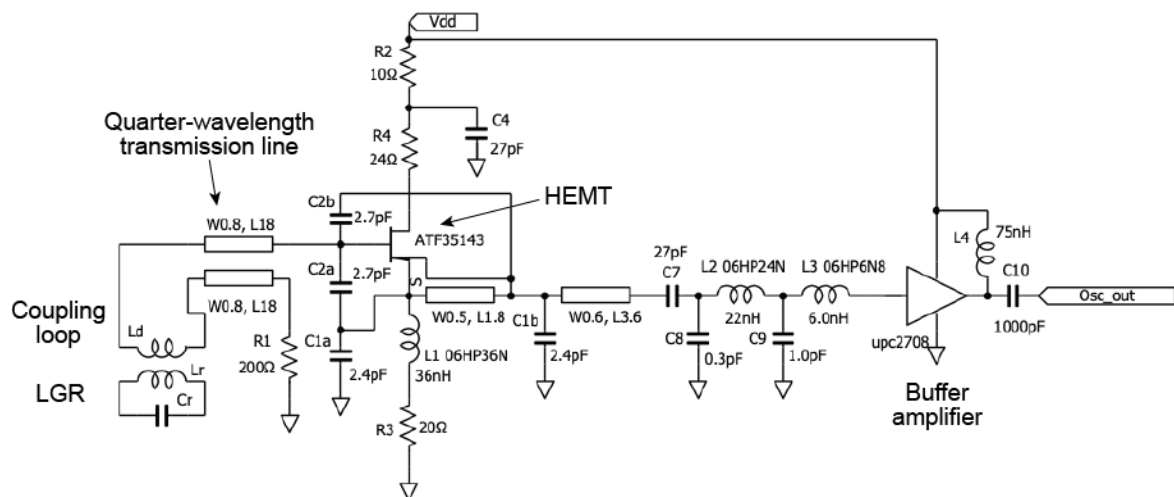 Vdd
R2
10Ω
Quarter-wavelength
transmission line
R4
24Ω
C4
27pF
HEMT
C2b
2.7pF
W0.8, L18
ATF35143
C2a
2.7pF
W0.8, L18
S
Coupling
loop
Ld
R1
200Ω
C1a
2.4pF
L1 06HP36N
36nH
W0.5, L1.8
C1b
2.4pF
W0.6, L3.6
27pF
C7
L2 06HP24N
22nH
L3 06HP6N8
6.0nH
C8
0.3pF
C9
1.0pF
upc2708
L4
75nH
C10
1000pF
Osc_out
LGR
Lr
Cr
R3
20Ω
Buffer
amplifier